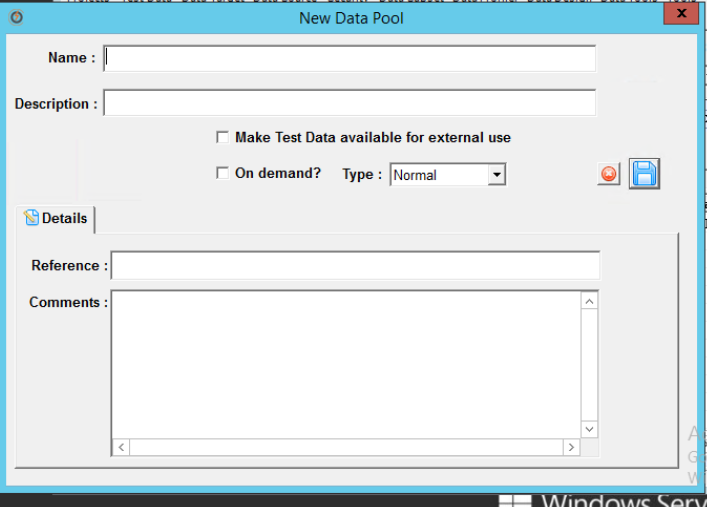 New Data Pool
x
Name :
Description :
Make Test Data available for external use
On demand? Type : Normal
Details
Reference :
Comments :
Windows Serv